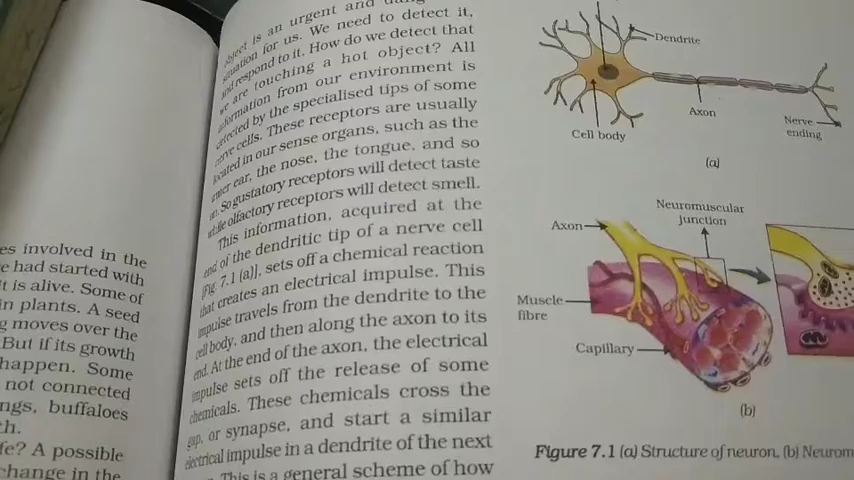 es involved in the
e had started with
t is alive. Some of
in plants. A seed
g moves over the
But if its growth
happen. Some
not connected
ngs, buffaloes
h.
fe? A possible
change in the
object is an urgent and
situation for us. We need to detect it,
and respond to it. How do we detect that
we are touching a hot object? All
information from our environment is
detected by the specialised tips of some
nerve cells. These receptors are usually
located in our sense organs, such as the
inner ear, the nose, the tongue, and so
on. So gustatory receptors will detect taste
while olfactory receptors will detect smell.
This information, acquired at the
end of the dendritic tip of a nerve cell
[Fig. 7.1 (a)], sets off a chemical reaction
that creates an electrical impulse. This
impulse travels from the dendrite to the
cell body, and then along the axon to its
end. At the end of the axon, the electrical
impulse sets off the release of some
chemicals. These chemicals cross the
gap, or synapse, and start a similar
electrical impulse in a dendrite of the next
This is a general scheme of how
Dendrite
Axon
Nerve
ending
Cell body
(a)
Neuromuscular
junction
Axon
Muscle
fibre
Capillary
(b)
Figure 7.1 (a) Structure of neuron, (b) Neurom